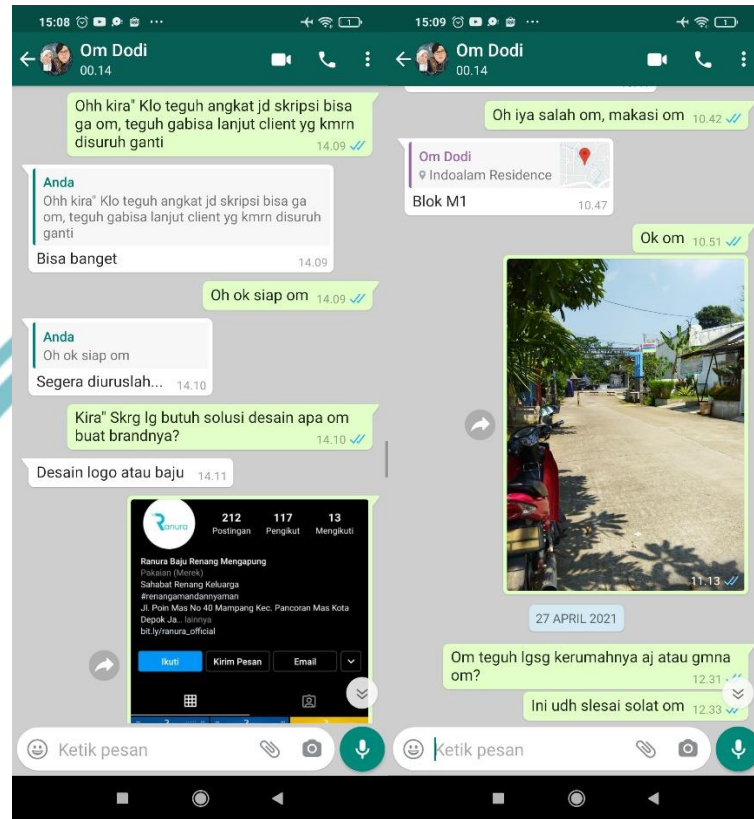 15:08
Om Dodi
00.14
Ohh kira" Klo teguh angkat jd skripsi bisa
ga om, teguh gabisa lanjut client yg kmrn
disuruh ganti
14.09
Anda
Ohh kira" Klo teguh angkat jd skripsi bisa
ga om, teguh gabisa lanjut client yg kmrn disuruh
ganti
Bisa banget
14.09
Oh ok siap om 14.09
Anda
Oh ok siap om
Segera diuruslah... 14.10
Kira" Skrg lg butuh solusi desain apa om
buat brandnya?
14.10
Desain logo atau baju 14.11
Ranura
212 117 13
Postingan Pengikut Mengikuti
Ranura Baju Renang Mengapung
Pakaian (Merek)
Sahabat Renang Keluarga
#renangamandannyaman
Jl. Poin Mas No 40 Mampang Kec. Pancoran Mas Kota
Depok Ja... lainnya
bit.ly/ranura_official
Ikuti Kirim Pesan Email
Ketik pesan
15:09
Om Dodi
00.14
Oh iya salah om, makasi om 10.42
Om Dodi
Indoalam Residence
Blok M1
10.47
Ok om 10.51
11.13
27 APRIL 2021
Om teguh lgsg kerumahnya aj atau gmna
om?
12.31
Ini udh slesai solat om 12.33
Ketik pesan